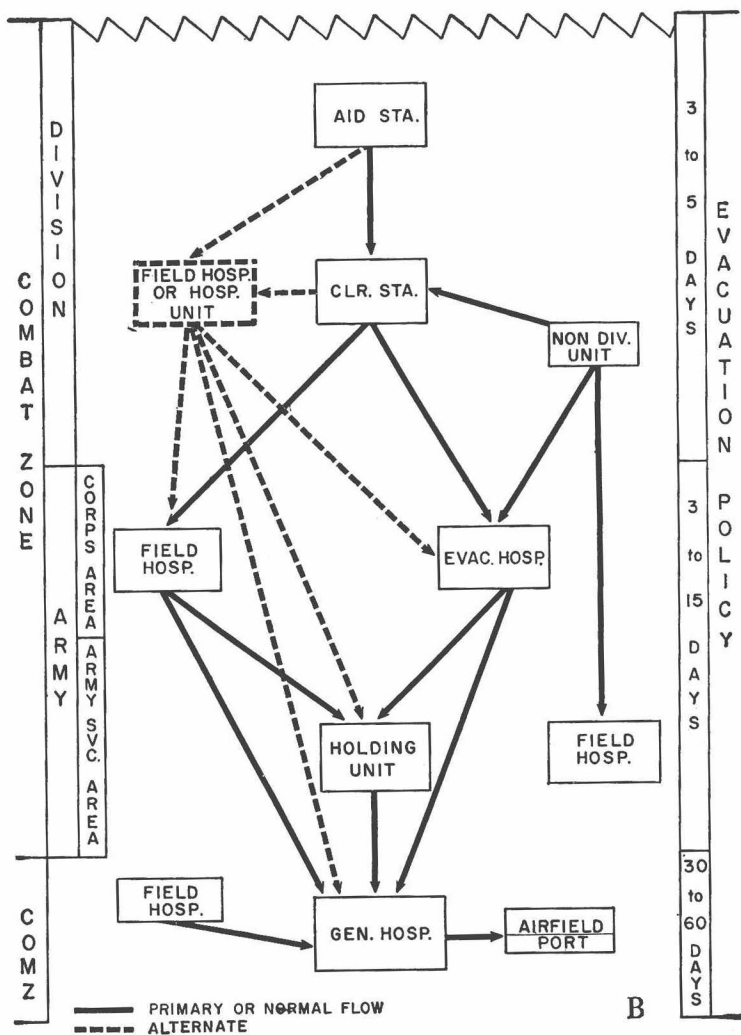 AID STA.
FIELD HOSP.
OR HOSP.
UNIT
CLR. STA.
NON DIV.
UNIT
FIELD
HOSP.
EVAC. HOSP.
HOLDING
UNIT
FIELD
HOSP.
FIELD
HOSP.
GEN. HOSP.
AIRFIELD
PORT
COMBAT ZONE
DIVISION
ARMY
CORPS AREA
ARMY SVC. AREA
COMZ
3
to
5
DAYS
3
to
15
DAYS
30
to
60
DAYS
EVACUATION POLICY
PRIMARY OR NORMAL FLOW
ALTERNATE
B